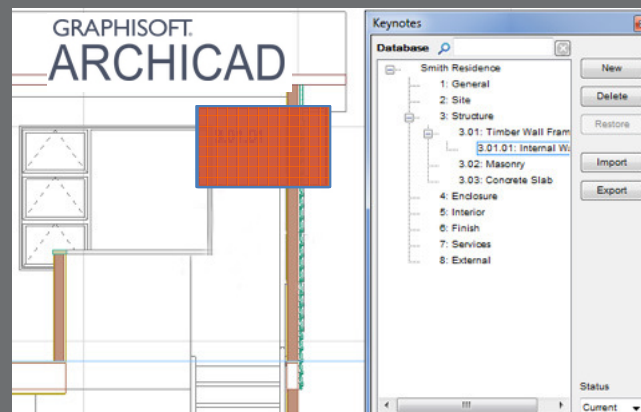 GRAPHISOFT.
ARCHICAD
Keynotes
Database
Smith Residence
1: General
2: Site
3: Structure
3.01: Timber Wall Fram
3.01.01: Internal Wa
3.02: Masonry
3.03: Concrete Slab
4: Enclosure
5: Interior
6: Finish
7: Services
8: External
New
Delete
Restore
Import
Export
Status
Current